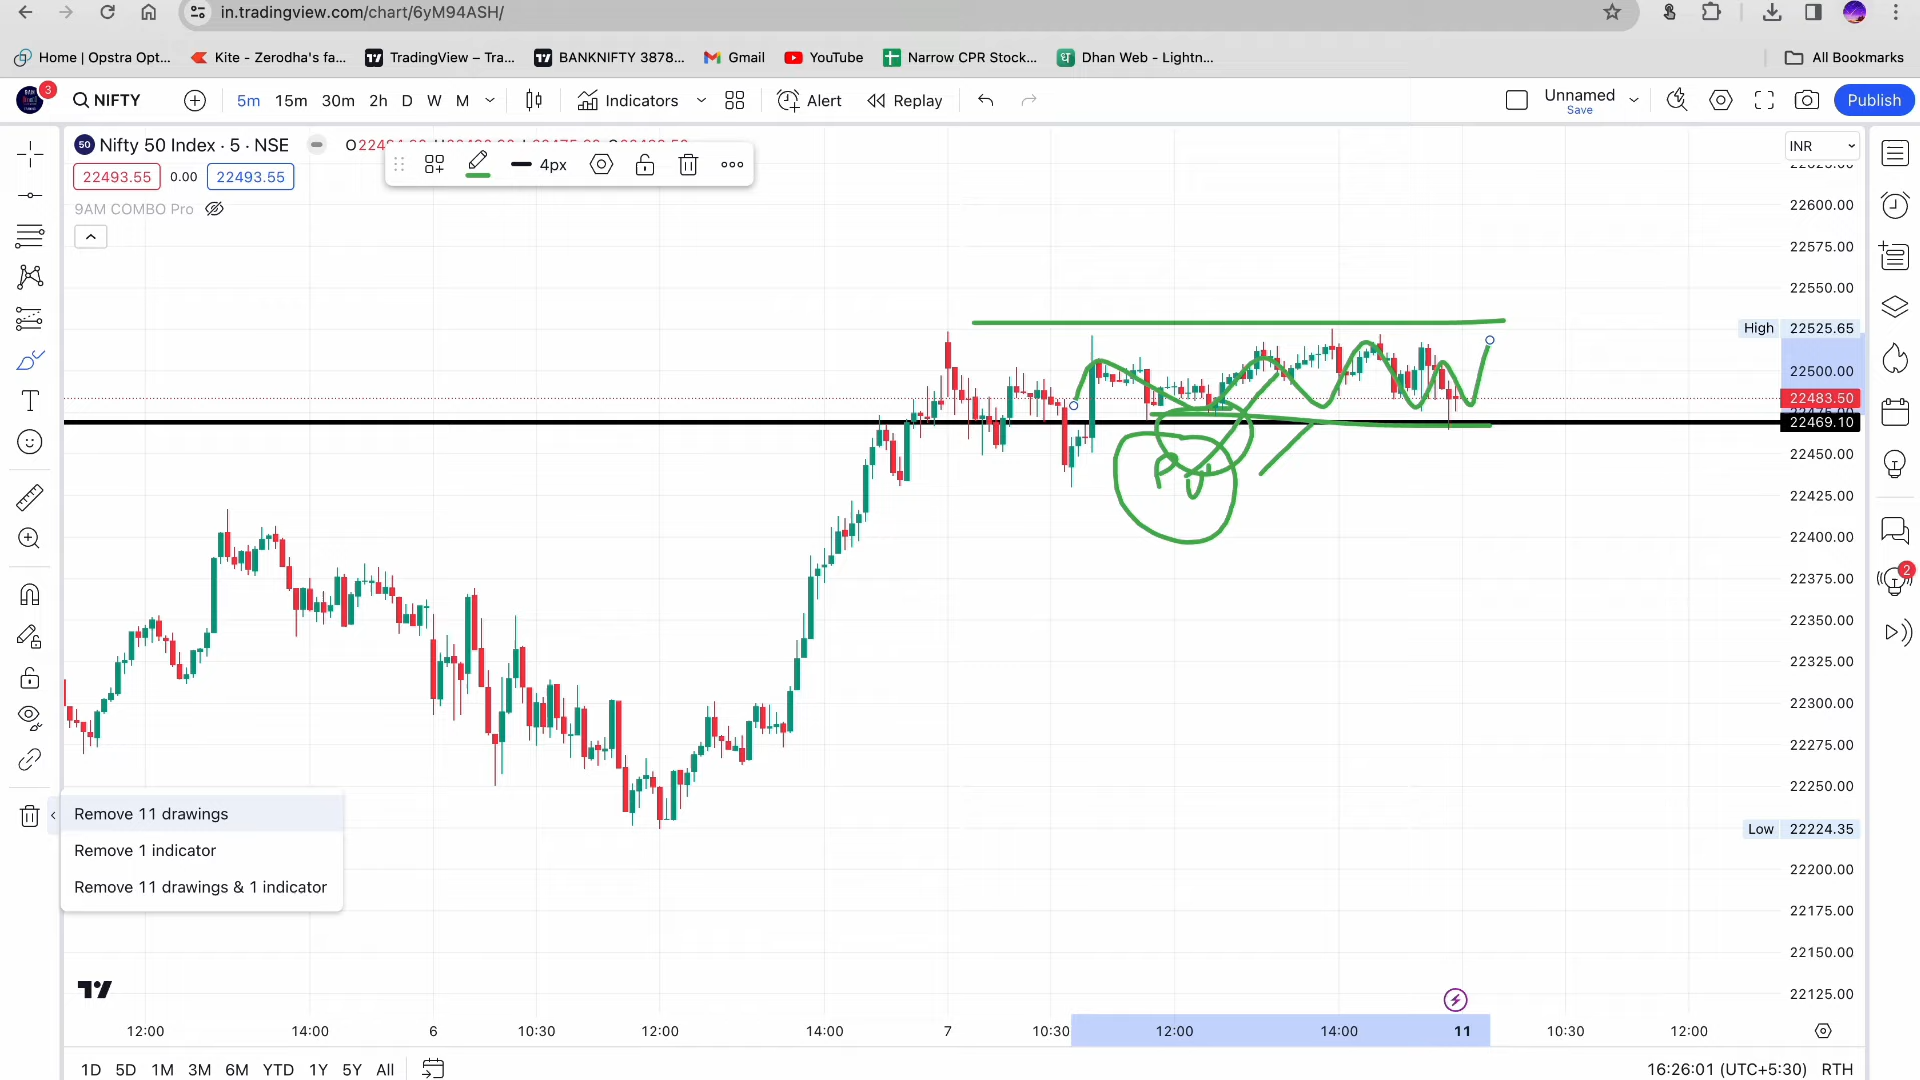 in.tradingview.com/chart/6yM94ASH/
Home | Opstra Opt... Kite - Zerodha's fa... TradingView – Tra... BANKNIFTY 3878... Gmail YouTube Narrow CPR Stock... Dhan Web - Lightn... All Bookmarks
3 NIFTY 5m 15m 30m 2h D W M Indicators Alert Replay Unnamed Publish
Save
50 Nifty 50 Index · 5 · NSE INR
4px
22493.55 0.00 22493.55
9AM COMBO Pro
22600.00
22575.00
22550.00
High 22525.65
22500.00
22483.50
22469.10
22450.00
22425.00
22400.00
22375.00
22350.00
22325.00
22300.00
22275.00
22250.00
Low 22224.35
22200.00
22175.00
22150.00
22125.00
2
T
Remove 11 drawings
Remove 1 indicator
Remove 11 drawings & 1 indicator
12:00 14:00 6 10:30 12:00 14:00 7 10:30 12:00 14:00 11 10:30 12:00
1D 5D 1M 3M 6M YTD 1Y 5Y All 16:26:01 (UTC+5:30) RTH